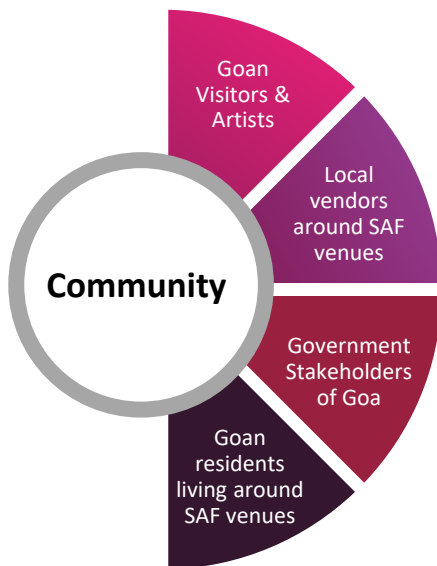 Goan
Visitors &
Artists
Local
vendors
around SAF
venues
Community
Government
Stakeholders
of Goa
Goan
residents
living around
SAF venues